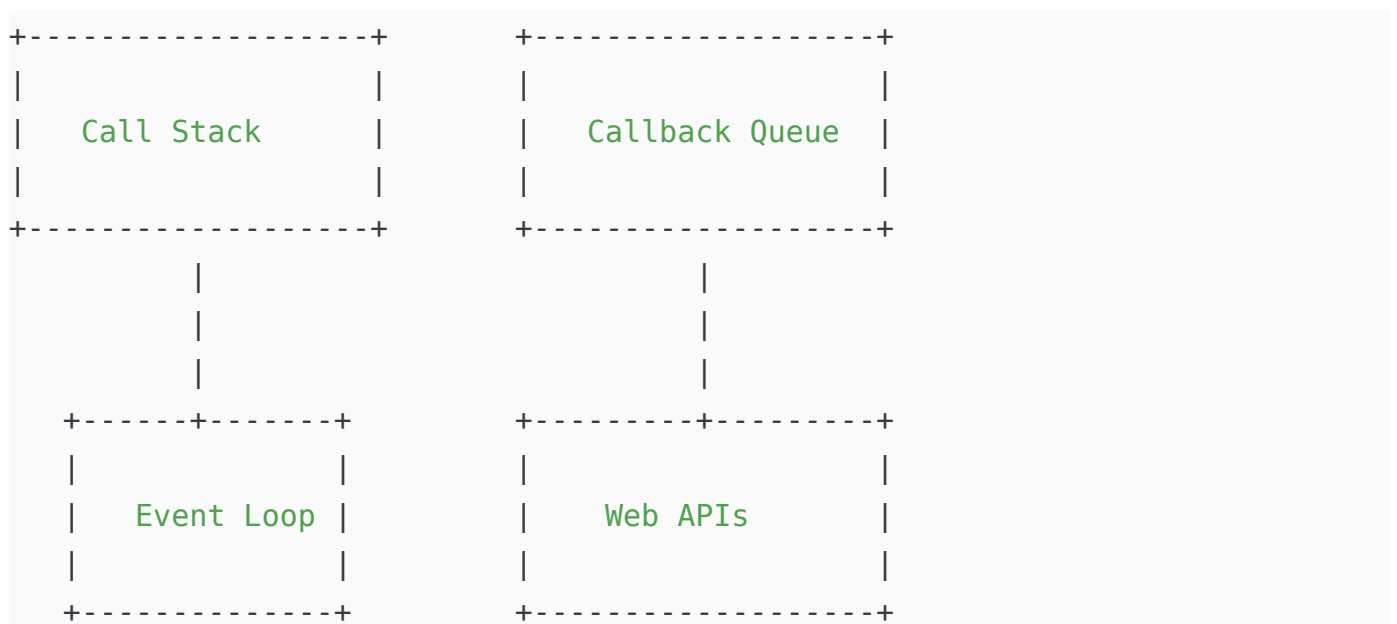 +-------------------+       +-------------------+
|                   |       |                   |
|   Call Stack      |       |   Callback Queue  |
|                   |       |                   |
+-------------------+       +-------------------+
          |                           |
          |                           |
          |                           |
   +------+-------+         +---------+---------+
   |              |         |                   |
   |   Event Loop |         |    Web APIs       |
   |              |         |                   |
   +--------------+         +-------------------+